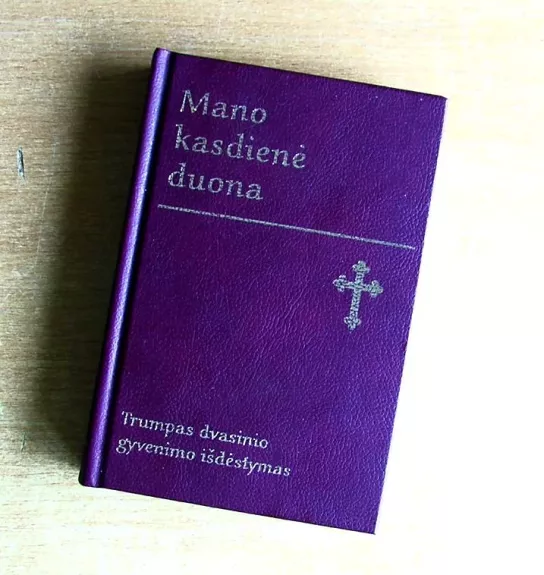 Mano
kasdienė
duona
Trumpas dvasinio
gyvenimo išdėstymas